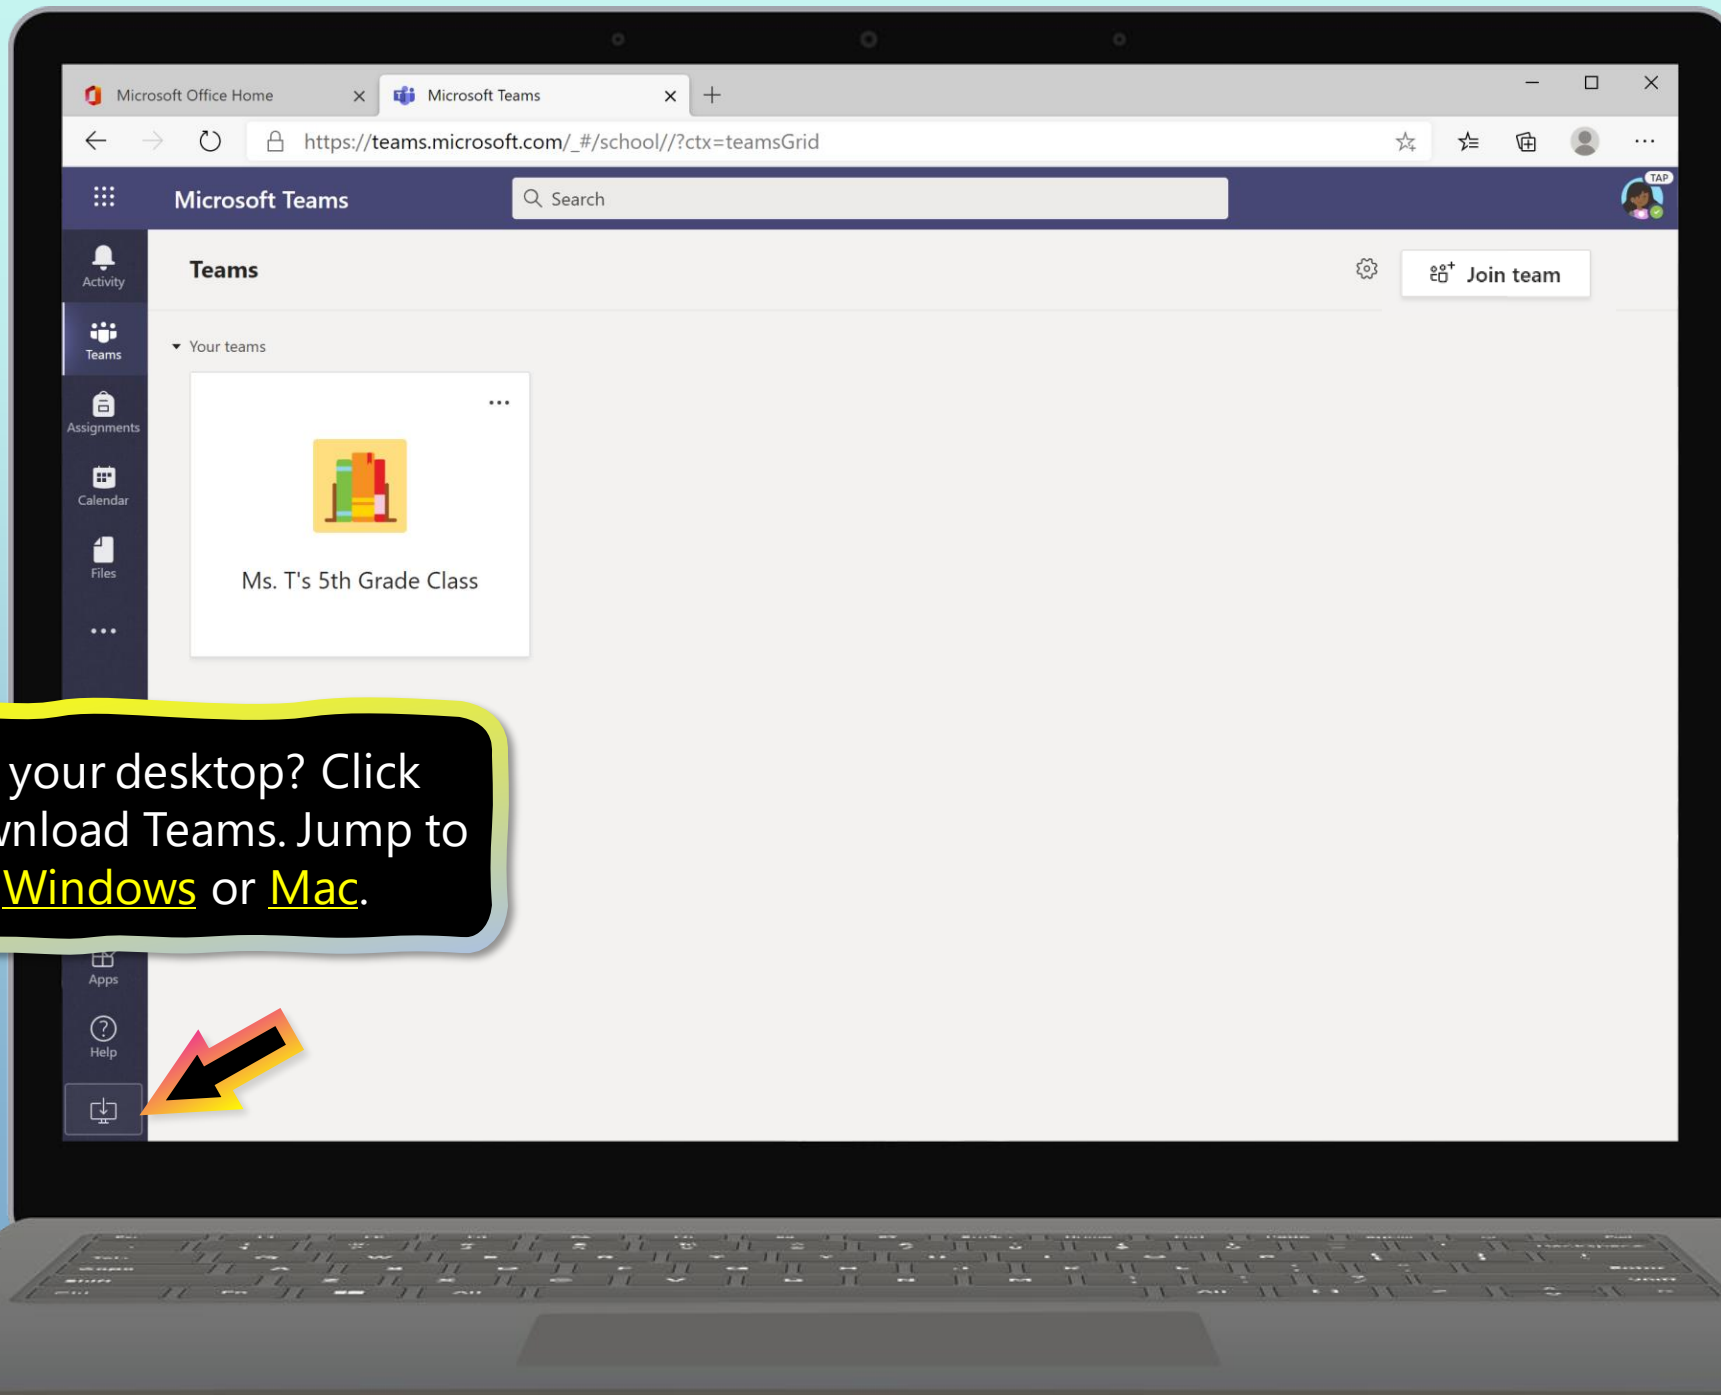 Microsoft Office Home
Microsoft Teams
https://teams.microsoft.com/_#/school//?ctx=teamsGrid
Microsoft Teams
Search
TAP
Activity
Teams
Join team
Teams
Your teams
Assignments
Calendar
Files
Ms. T's 5th Grade Class
your desktop? Click
Teams. Jump to
Windows or Mac.
Apps
Help